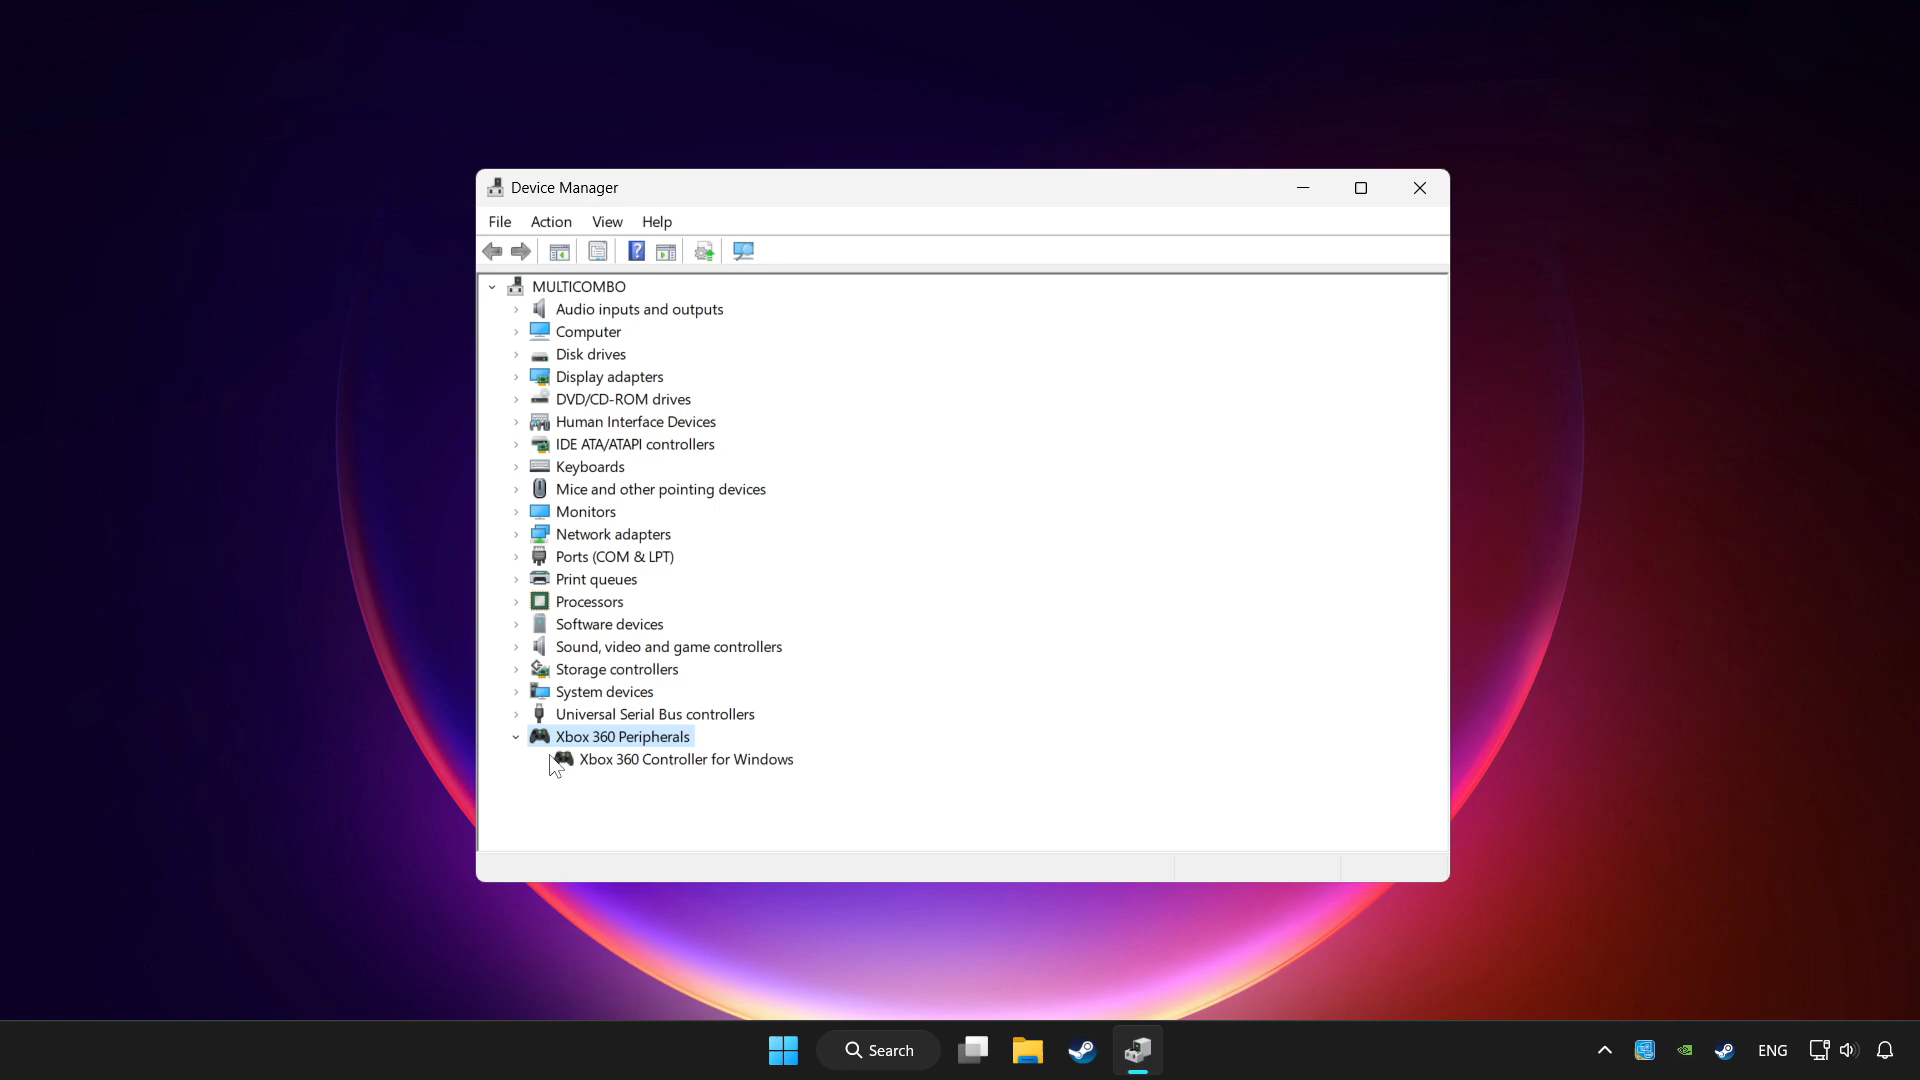 Device Manager
File Action View Help
MULTICOMBO
Audio inputs and outputs
Computer
Disk drives
Display adapters
DVD/CD-ROM drives
Human Interface Devices
IDE ATA/ATAPI controllers
Keyboards
Mice and other pointing devices
Monitors
Network adapters
Ports (COM & LPT)
Print queues
Processors
Software devices
Sound, video and game controllers
Storage controllers
System devices
Universal Serial Bus controllers
Xbox 360 Peripherals
Xbox 360 Controller for Windows
Search
ENG